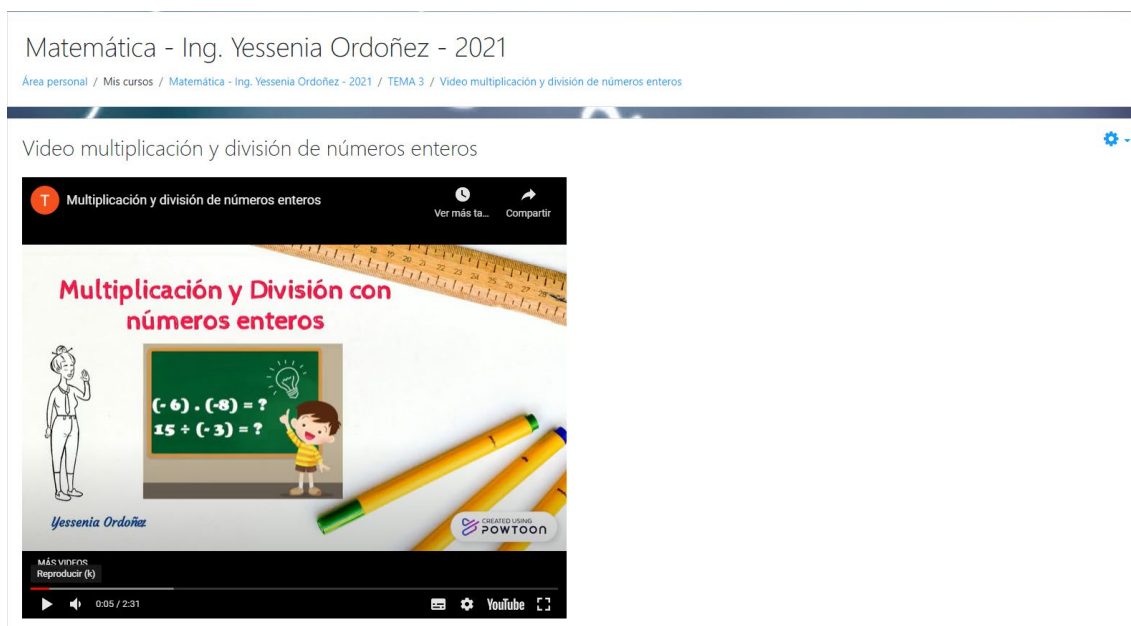 Matemática - Ing. Yessenia Ordoñez - 2021
Área personal / Mis cursos / Matemática - Ing. Yessenia Ordoñez - 2021 / TEMA 3 / Video multiplicación y división de números enteros
Video multiplicación y división de números enteros
T Multiplicación y división de números enteros
Ver más ta... Compartir
Multiplicación y División con
números enteros
(- 6) . (-8) = ?
15 ÷ (- 3) = ?
Yessenia Ordoñez
CREATED USING
POWTOON
MÁS VIDEOS
Reproducir (k)
0:05 / 2:31 YouTube